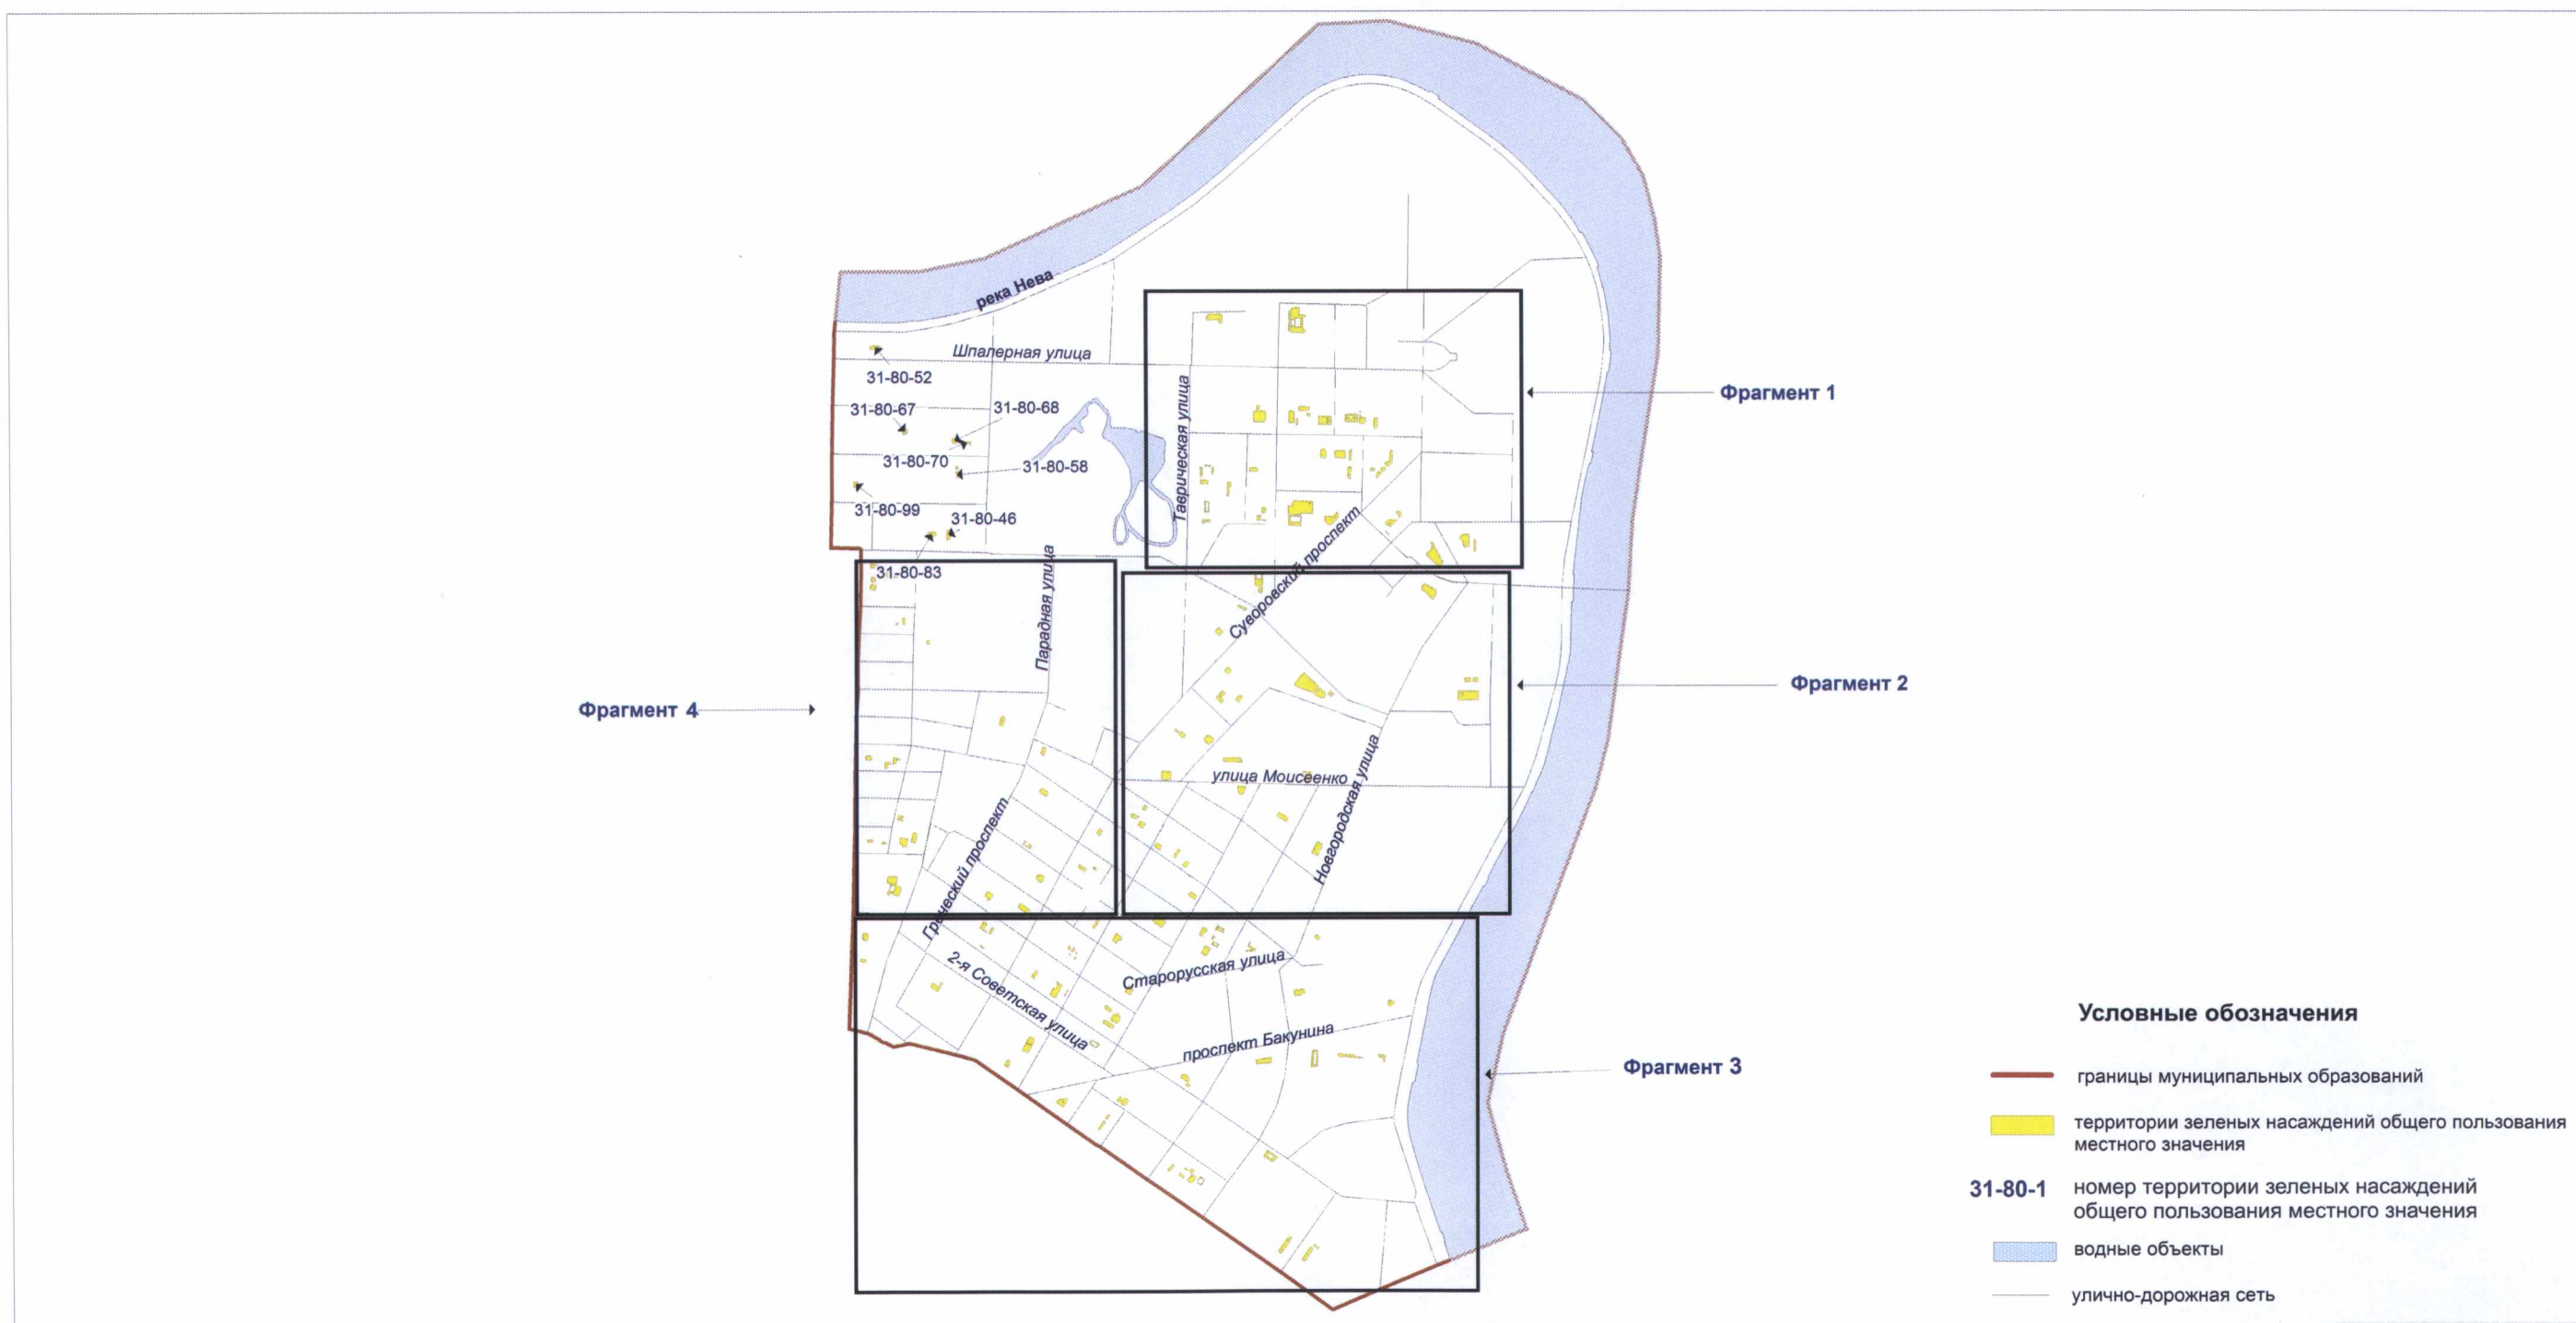 река Нева
Шпалерная улица
31-80-52
31-80-67
31-80-68
31-80-70
31-80-58
31-80-99
31-80-46
31-80-83
Таврическая улица
Фрагмент 1
Суворовский проспект
Парадная улица
Фрагмент 2
Фрагмент 4
улица Моисеенко
Новгородская улица
Греческий проспект
2-я Советская улица
Старорусская улица
проспект Бакунина
Фрагмент 3
Условные обозначения
границы муниципальных образований
территории зеленых насаждений общего пользования
местного значения
31-80-1
номер территории зеленых насаждений
общего пользования местного значения
водные объекты
улично-дорожная сеть